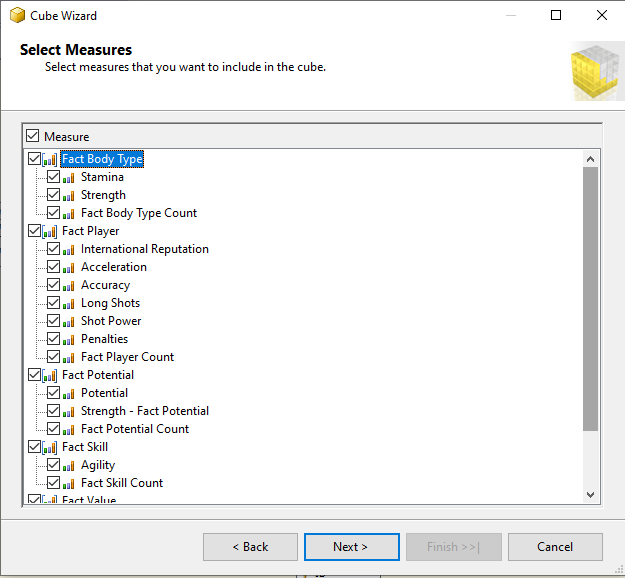 Cube Wizard
Select Measures
Select measures that you want to include in the cube.
Measure
Fact Body Type
Stamina
Strength
Fact Body Type Count
Fact Player
International Reputation
Acceleration
Accuracy
Long Shots
Shot Power
Penalties
Fact Player Count
Fact Potential
Potential
Strength - Fact Potential
Fact Potential Count
Fact Skill
Agility
Fact Skill Count
Fact Value
< Back
Next >
Finish >>|
Cancel